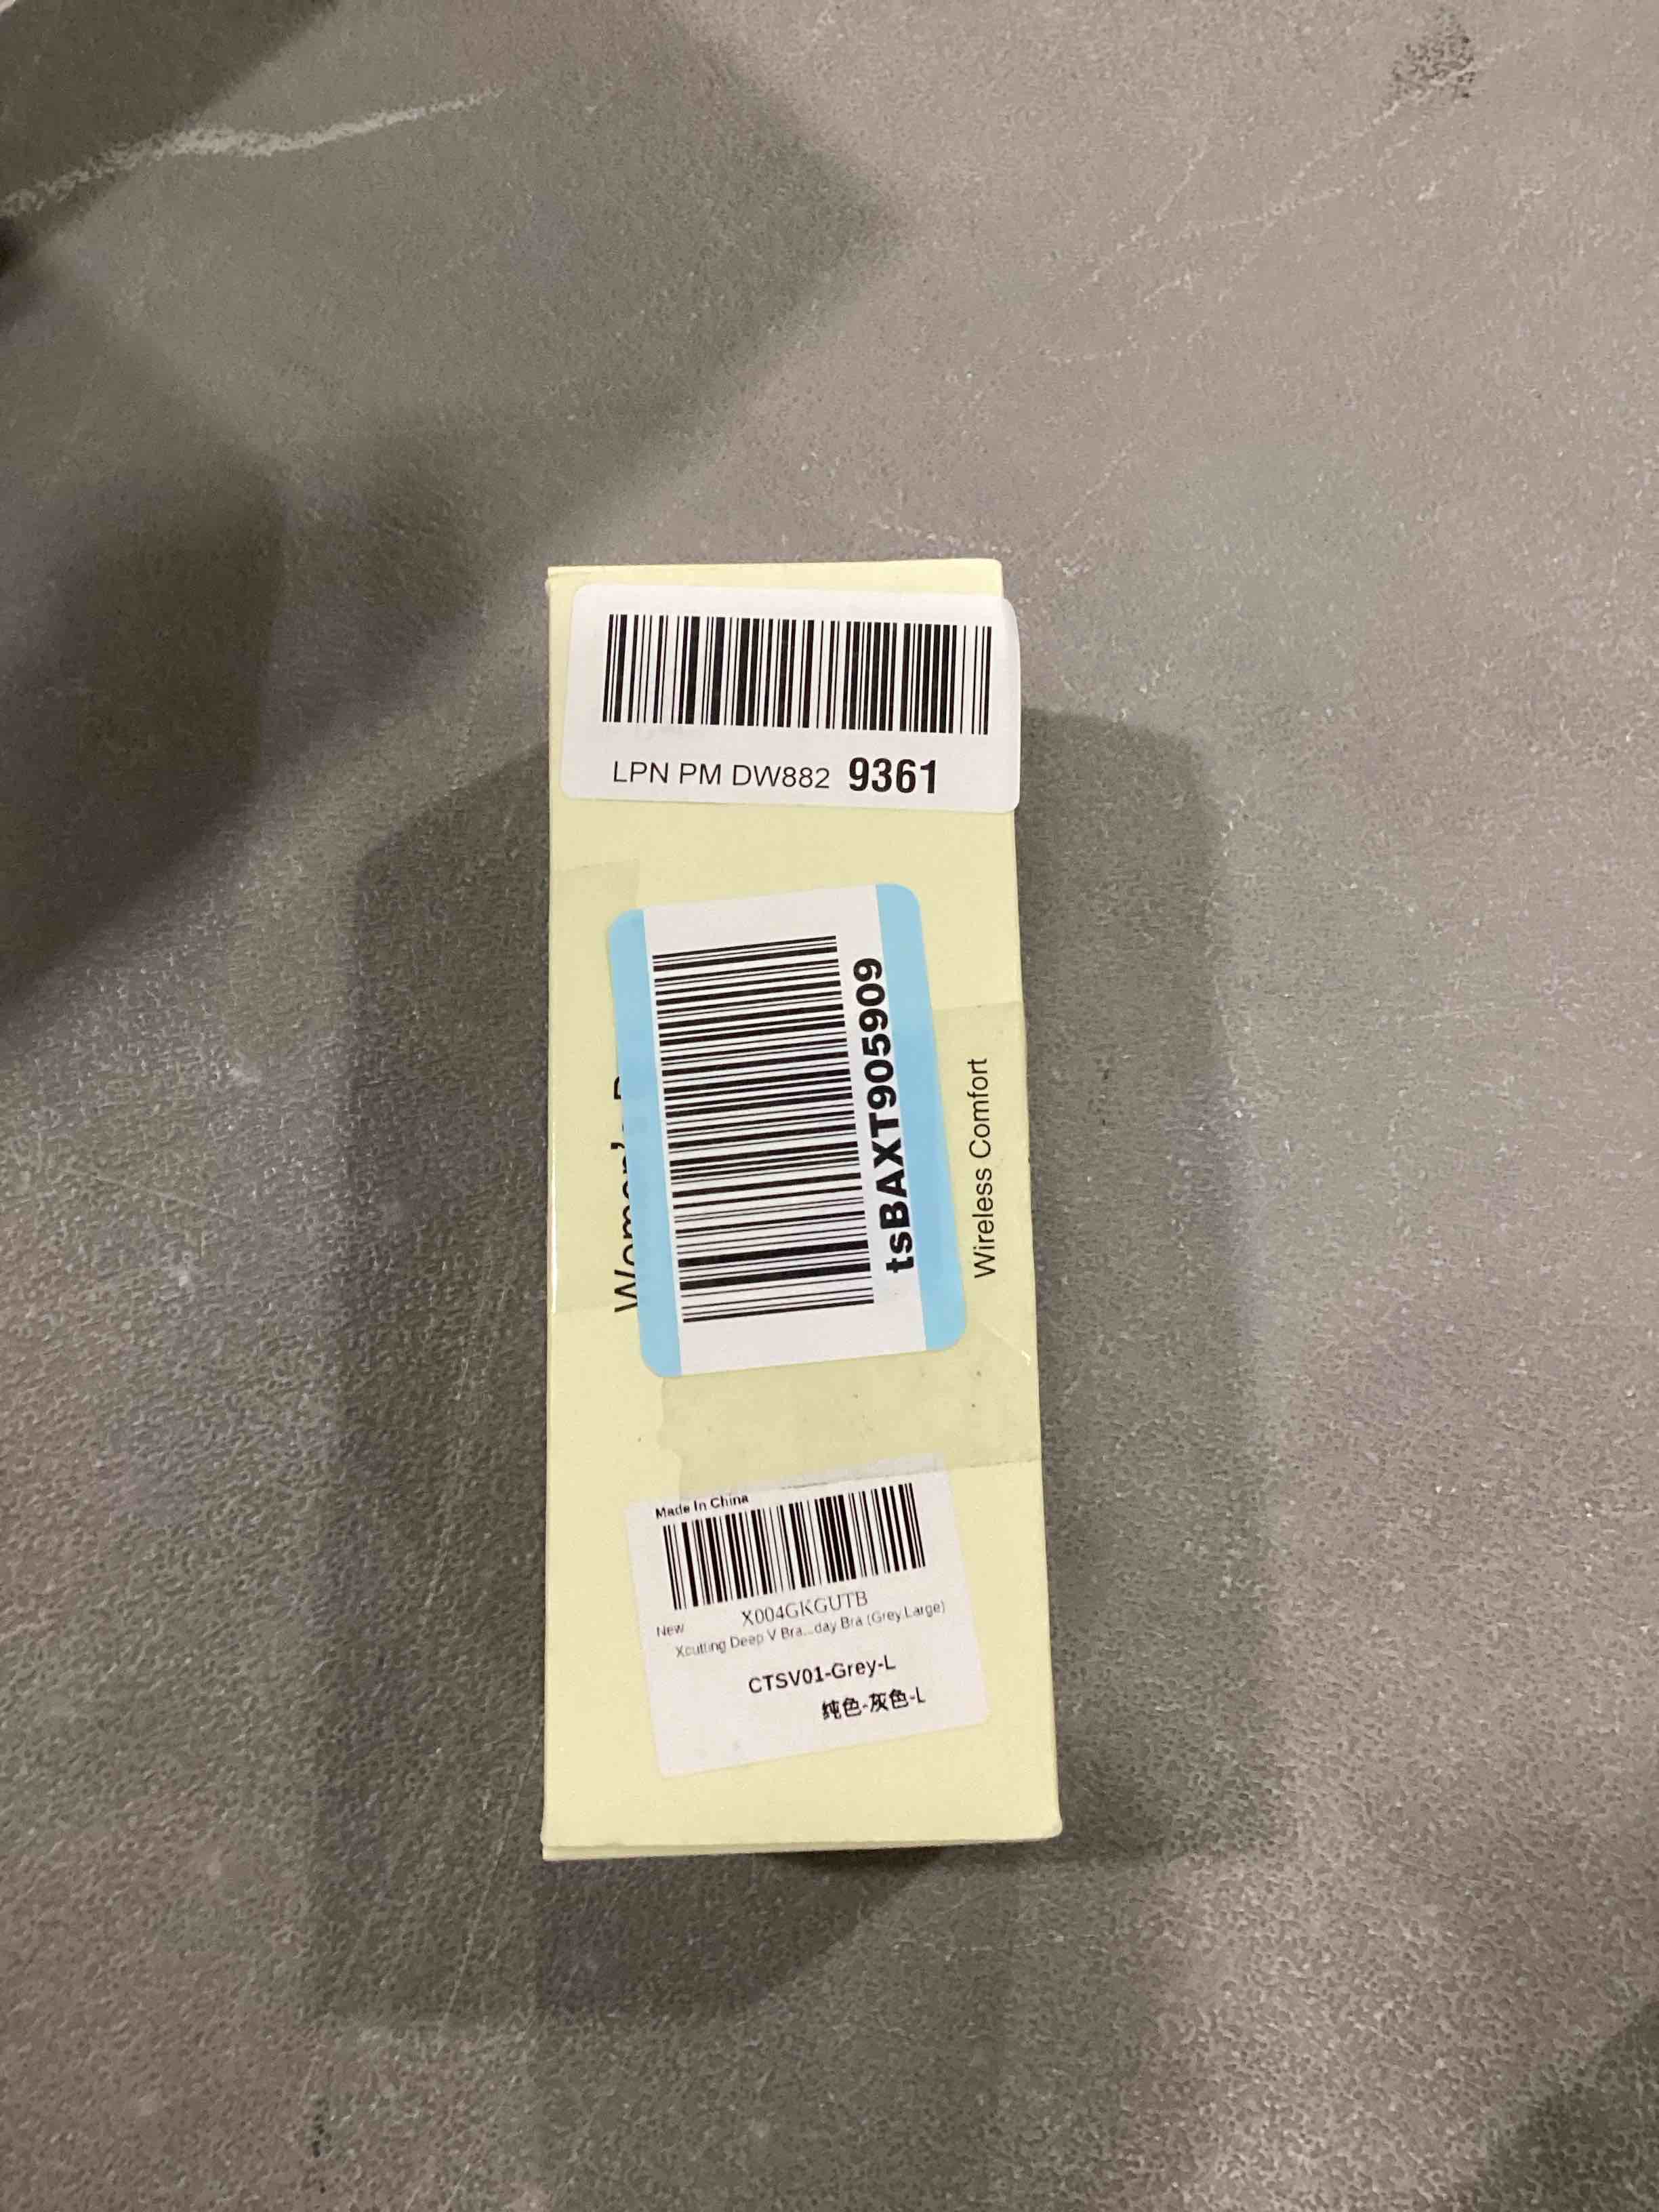 LPN PM DW882 9361
tsBAXT905909
Wireless Comfort
Made In China
X004GKGUTB
New
Xcutting Deep V Bra...day Bra (Grey,Large)
CTSV01-Grey-L
纯色-灰色-L